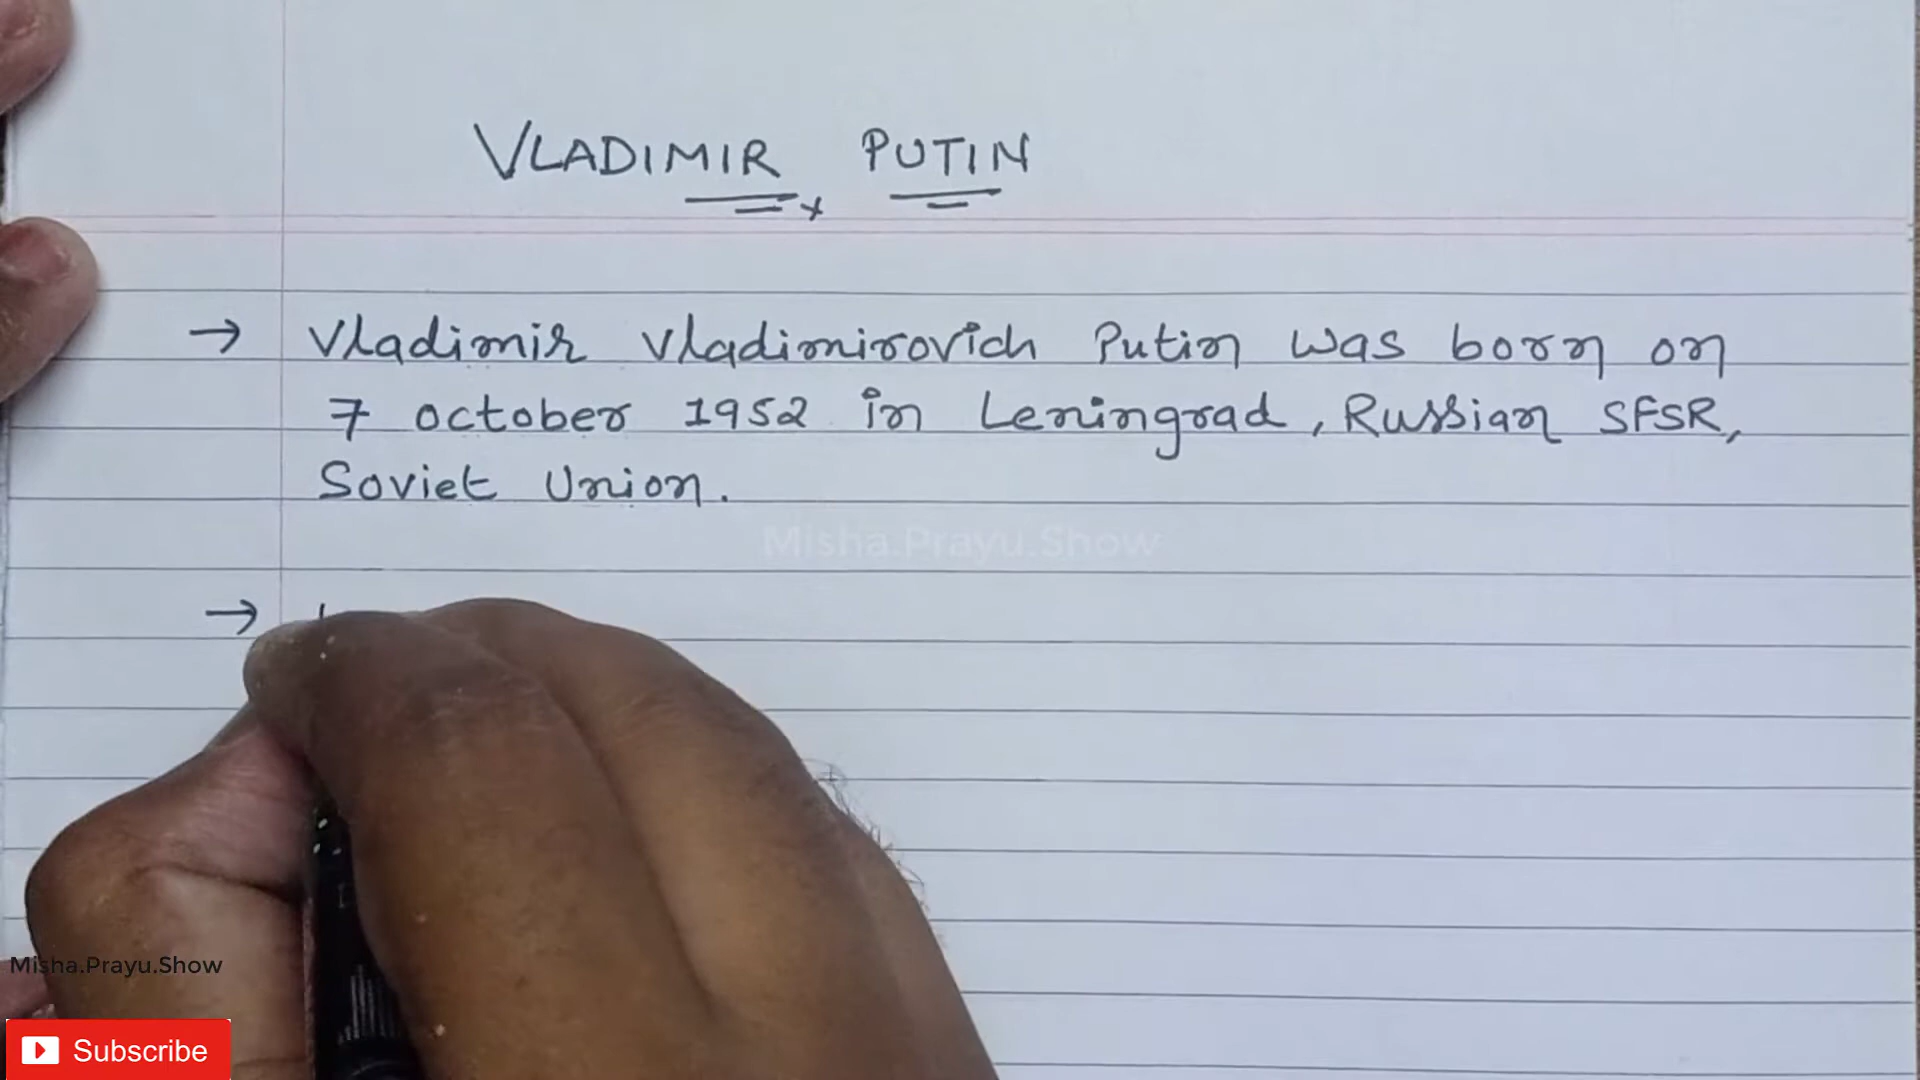 VLADIMIR PUTIN
→ Vladimir Vladimirovich Putin was born on
7 october 1952 in Leningrad, Russian SFSR,
Soviet Union.
Misha.Prayu.Show
→
Misha.Prayu.Show
Subscribe